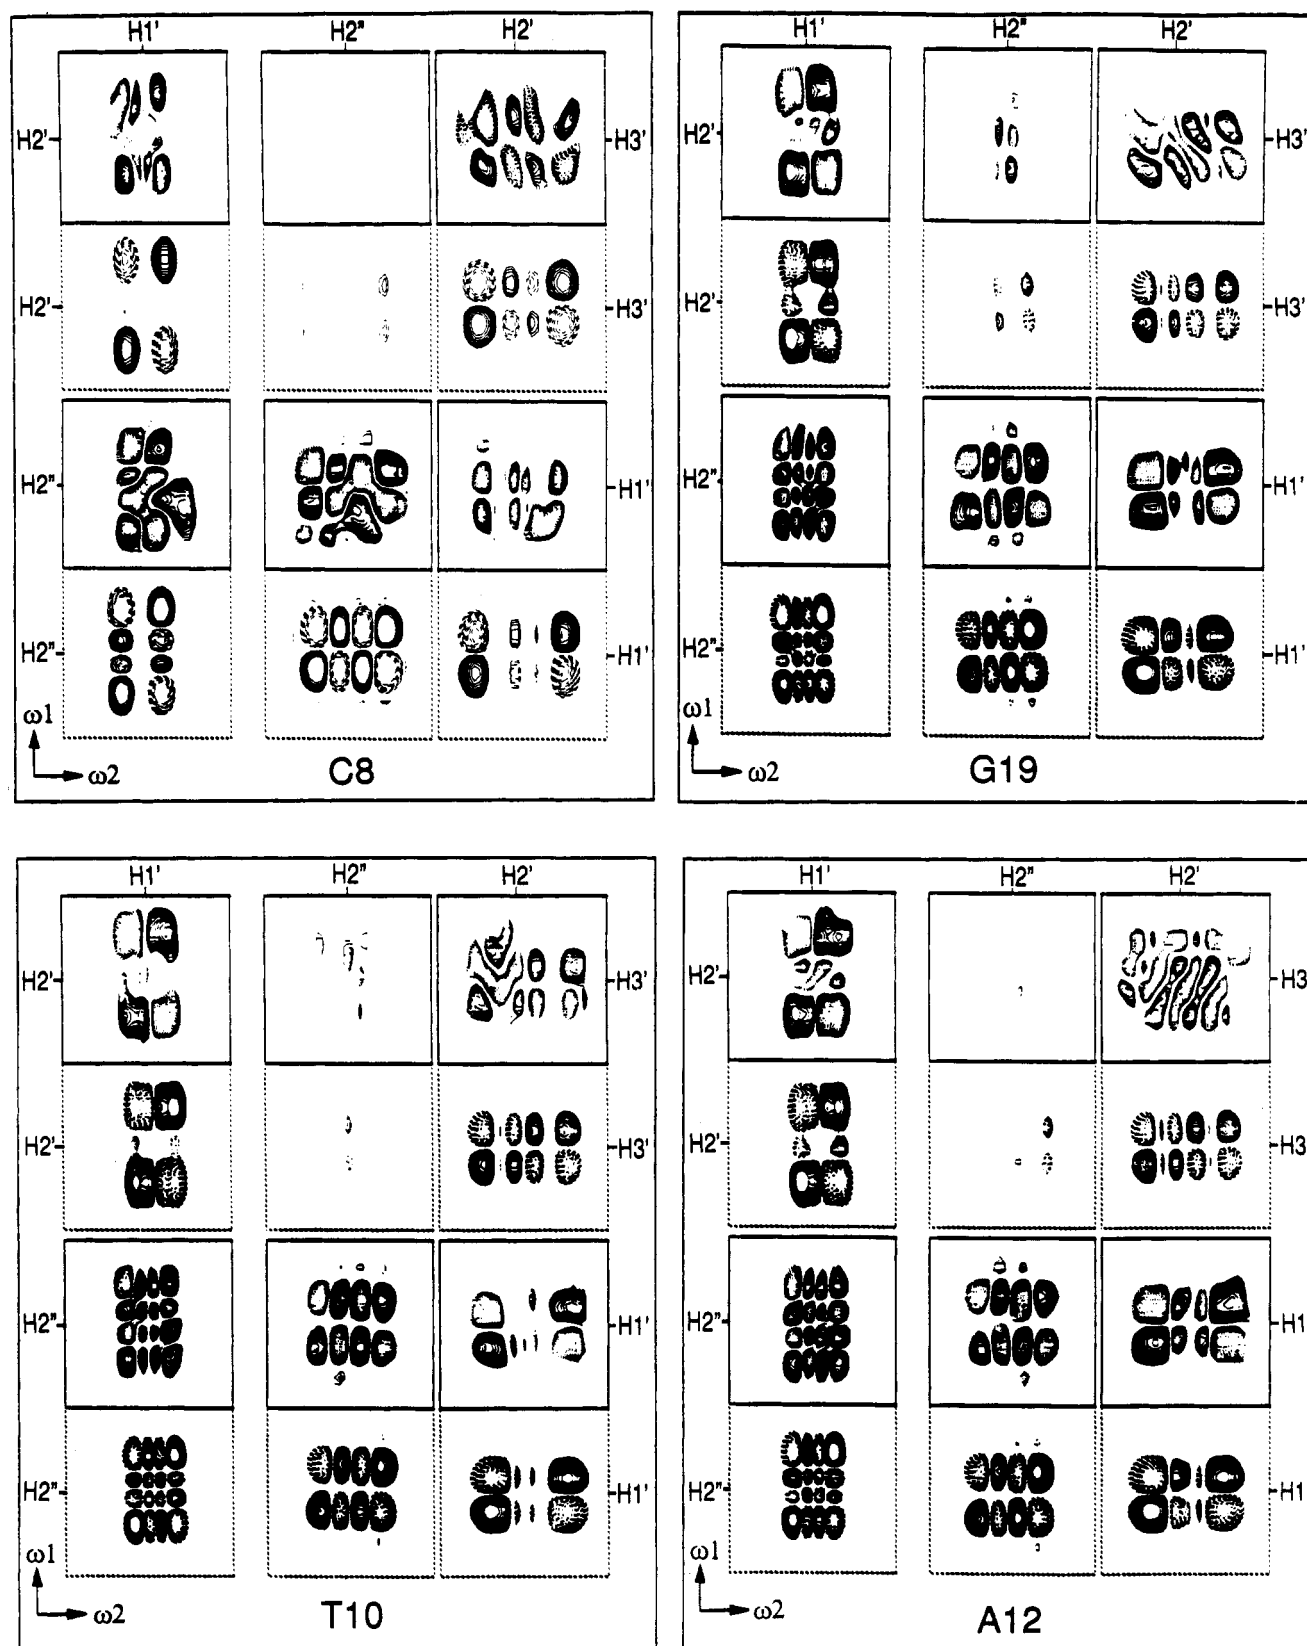 H1' H2" H2'
H2' H3'
H2' H3'
H2" H1'
H2" H1'
ω1
ω2
C8
H1' H2" H2'
H2' H3'
H2' H3'
H2" H1'
H2" H1'
ω1
ω2
G19
H1' H2" H2'
H2' H3'
H2' H3'
H2" H1'
H2" H1'
ω1
ω2
T10
H1' H2" H2'
H2' H3
H2' H3
H2" H1
H2" H1
ω1
ω2
A12